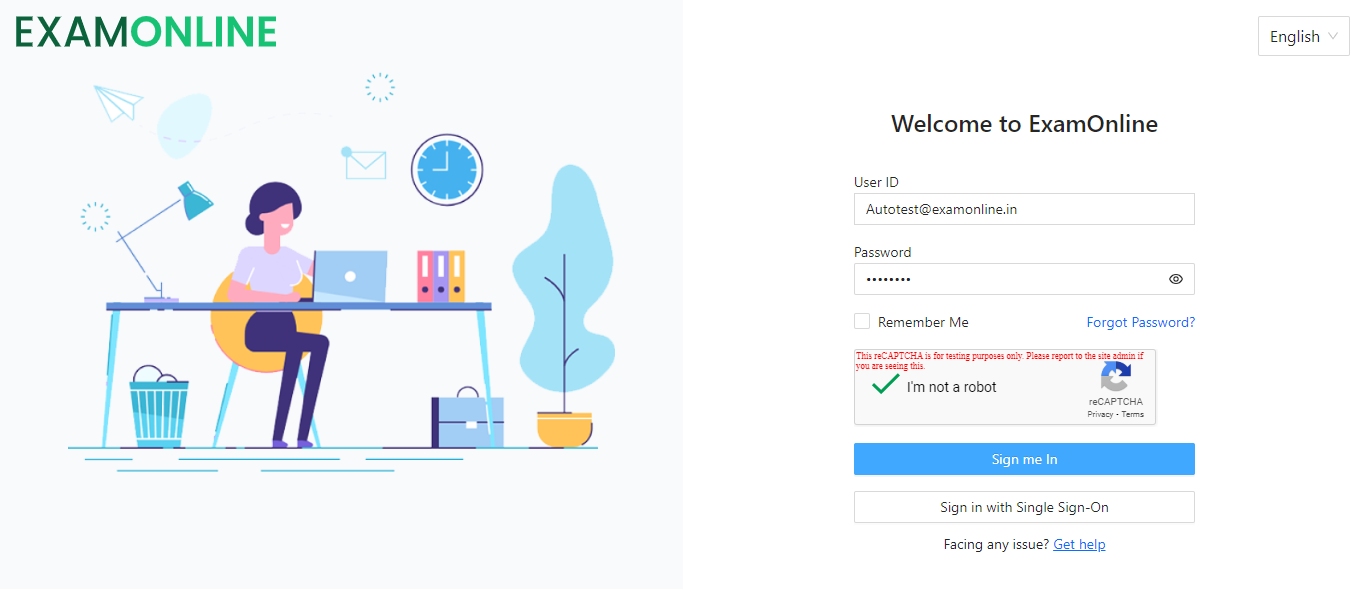 EXAMONLINE
English
Welcome to ExamOnline
User ID
Autotest@examonline.in
Password
••••••••
Remember Me
Forgot Password?
This reCAPTCHA is for testing purposes only. Please report to the site admin if
you are seeing this.
I'm not a robot
reCAPTCHA
Privacy - Terms
Sign me In
Sign in with Single Sign-On
Facing any issue? Get help